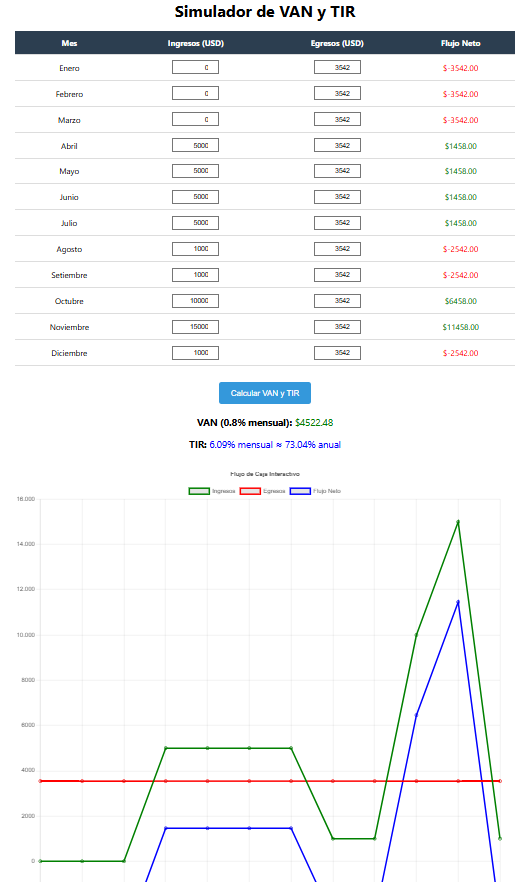 Simulador de VAN y TIR
Mes Ingresos (USD) Egresos (USD) Flujo Neto
Enero 0 3542 $-3542.00
Febrero 0 3542 $-3542.00
Marzo 0 3542 $-3542.00
Abril 5000 3542 $1458.00
Mayo 5000 3542 $1458.00
Junio 5000 3542 $1458.00
Julio 5000 3542 $1458.00
Agosto 1000 3542 $-2542.00
Setiembre 1000 3542 $-2542.00
Octubre 10000 3542 $6458.00
Noviembre 15000 3542 $11458.00
Diciembre 1000 3542 $-2542.00
Calcular VAN y TIR
VAN (0.8% mensual): $4522.48
TIR: 6.09% mensual ≈ 73.04% anual
Flujo de Caja Interactivo
Ingresos Egresos Flujo Neto
16.000
14.000
12.000
10.000
8000
6000
4000
2000
0